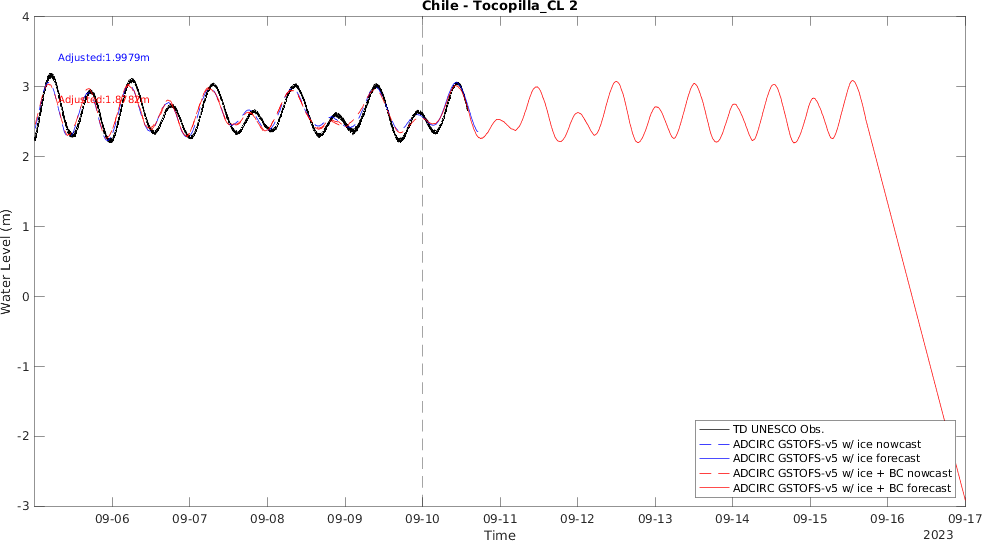 Chile - Tocopilla_CL 2
Adjusted:1.9979m
Adjusted:1.8782m
Water Level (m)
4
3
2
1
0
-1
-2
-3
TD UNESCO Obs.
ADCIRC GSTOFS-v5 w/ ice nowcast
ADCIRC GSTOFS-v5 w/ ice forecast
ADCIRC GSTOFS-v5 w/ ice + BC nowcast
ADCIRC GSTOFS-v5 w/ ice + BC forecast
09-06 09-07 09-08 09-09 09-10 09-11 09-12 09-13 09-14 09-15 09-16 09-17
Time
2023